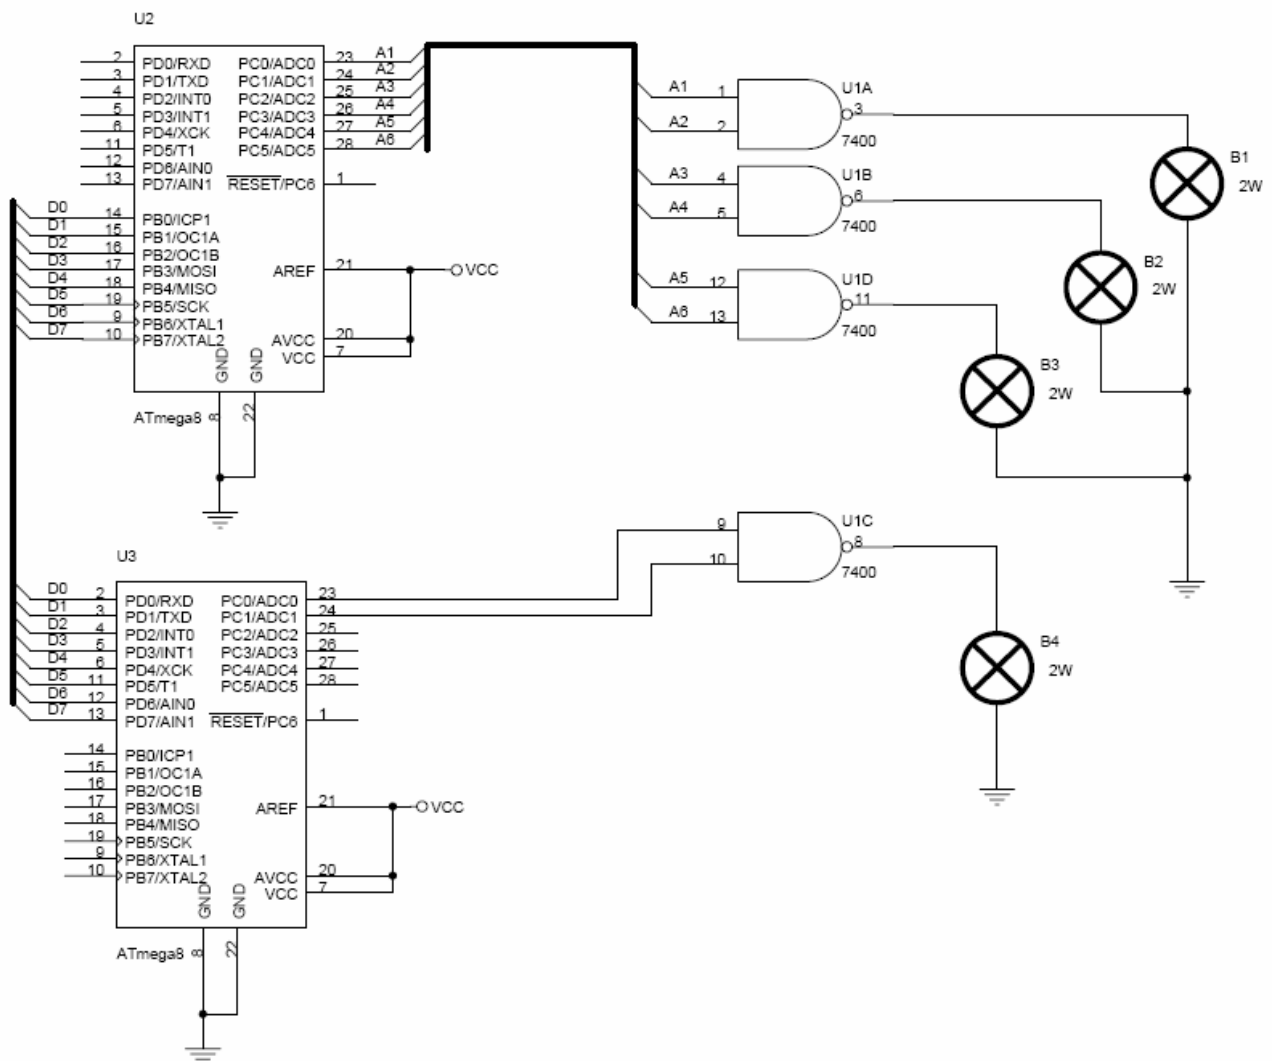 U2
2 PD0/RXD PC0/ADC0 23 A1
3 PD1/TXD PC1/ADC1 24 A2
4 PD2/INT0 PC2/ADC2 25 A3
5 PD3/INT1 PC3/ADC3 26 A4
6 PD4/XCK PC4/ADC4 27 A5
11 PD5/T1 PC5/ADC5 28 A6
12 PD6/AIN0
13 PD7/AIN1 RESET/PC6 1
D0 14 PB0/ICP1
D1 15 PB1/OC1A
D2 16 PB2/OC1B
D3 17 PB3/MOSI AREF 21 VCC
D4 18 PB4/MISO
D5 19 PB5/SCK
D6 9 PB6/XTAL1
D7 10 PB7/XTAL2 AVCC 20
VCC 7
GND GND
ATmega8 8 22
A1 1 U1A
3
A2 2 7400
A3 4 U1B
6
A4 5 7400
A5 12 U1D
11
A6 13 7400
B1
2W
B2
2W
B3
2W
9 U1C
8
10 7400
B4
2W
U3
D0 2 PD0/RXD PC0/ADC0 23
D1 3 PD1/TXD PC1/ADC1 24
D2 4 PD2/INT0 PC2/ADC2 25
D3 5 PD3/INT1 PC3/ADC3 26
D4 6 PD4/XCK PC4/ADC4 27
D5 11 PD5/T1 PC5/ADC5 28
D6 12 PD6/AIN0
D7 13 PD7/AIN1 RESET/PC6 1
14 PB0/ICP1
15 PB1/OC1A
16 PB2/OC1B
17 PB3/MOSI AREF 21 VCC
18 PB4/MISO
19 PB5/SCK
9 PB6/XTAL1
10 PB7/XTAL2 AVCC 20
VCC 7
GND GND
ATmega8 8 22